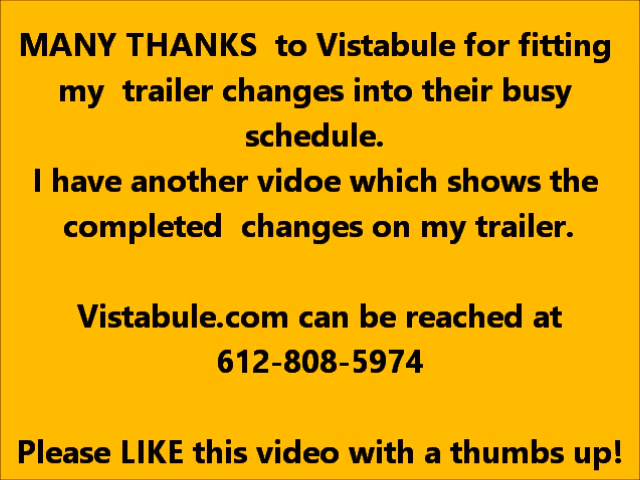 MANY THANKS  to Vistabule for fitting
my  trailer changes into their busy
schedule.
I have another vidoe which shows the
completed  changes on my trailer.
Vistabule.com can be reached at
612-808-5974
Please LIKE this video with a thumbs up!